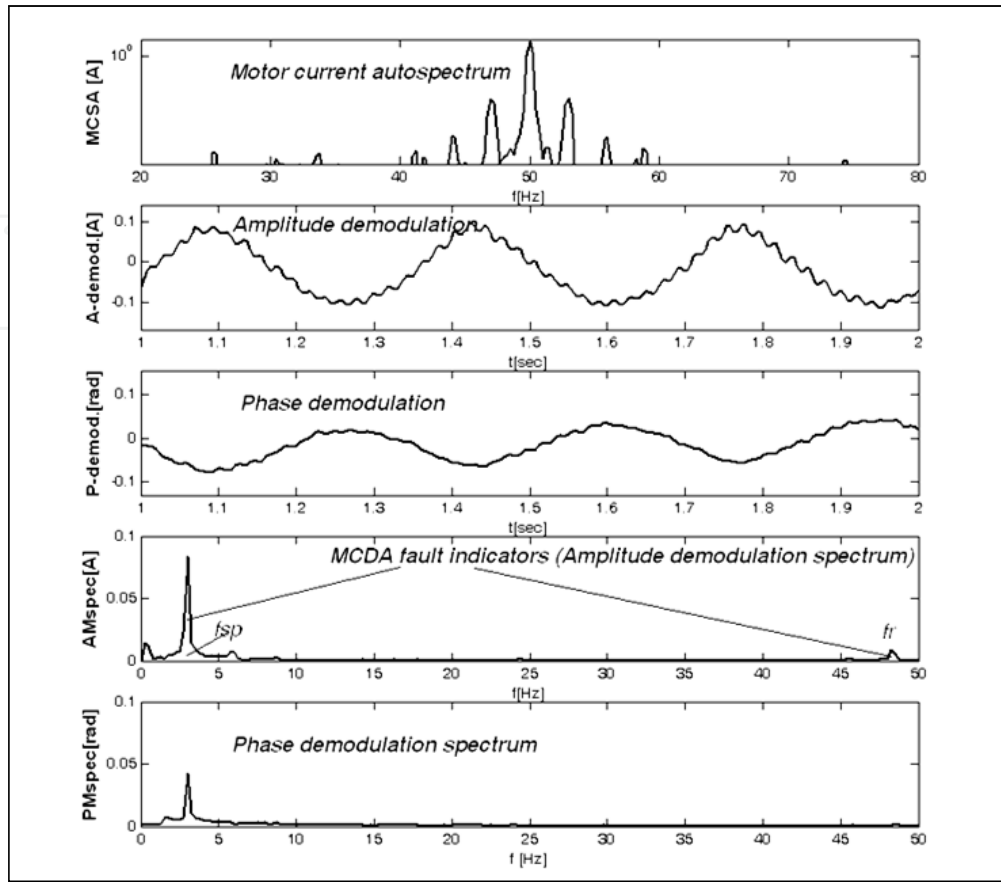 MCSA [A]
10⁰
Motor current autospectrum
20 30 40 50 60 70 80
f[Hz]
A-demod.[A]
0.1
0
-0.1
Amplitude demodulation
1 1.1 1.2 1.3 1.4 1.5 1.6 1.7 1.8 1.9 2
t[sec]
P-demod.[rad]
0.1
0
-0.1
Phase demodulation
1 1.1 1.2 1.3 1.4 1.5 1.6 1.7 1.8 1.9 2
t[sec]
AMspec[A]
0.1
0.05
0
MCDA fault indicators (Amplitude demodulation spectrum)
fsp
fr
0 5 10 15 20 25 30 35 40 45 50
f[Hz]
PMspec[rad]
0.1
0.05
0
Phase demodulation spectrum
0 5 10 15 20 25 30 35 40 45 50
f [Hz]